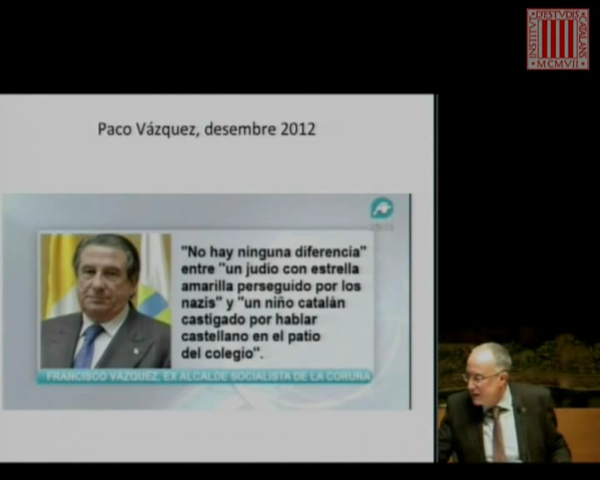 INSTITVT D'ESTVDIS CATALANS
MCMVII
Paco Vázquez, desembre 2012
"No hay ninguna diferencia"
entre "un judío con estrella
amarilla perseguido por los
nazis" y "un niño catalán
castigado por hablar
castellano en el patio
del colegio".
FRANCISCO VÁZQUEZ, EX ALCALDE SOCIALISTA DE LA CORUÑA